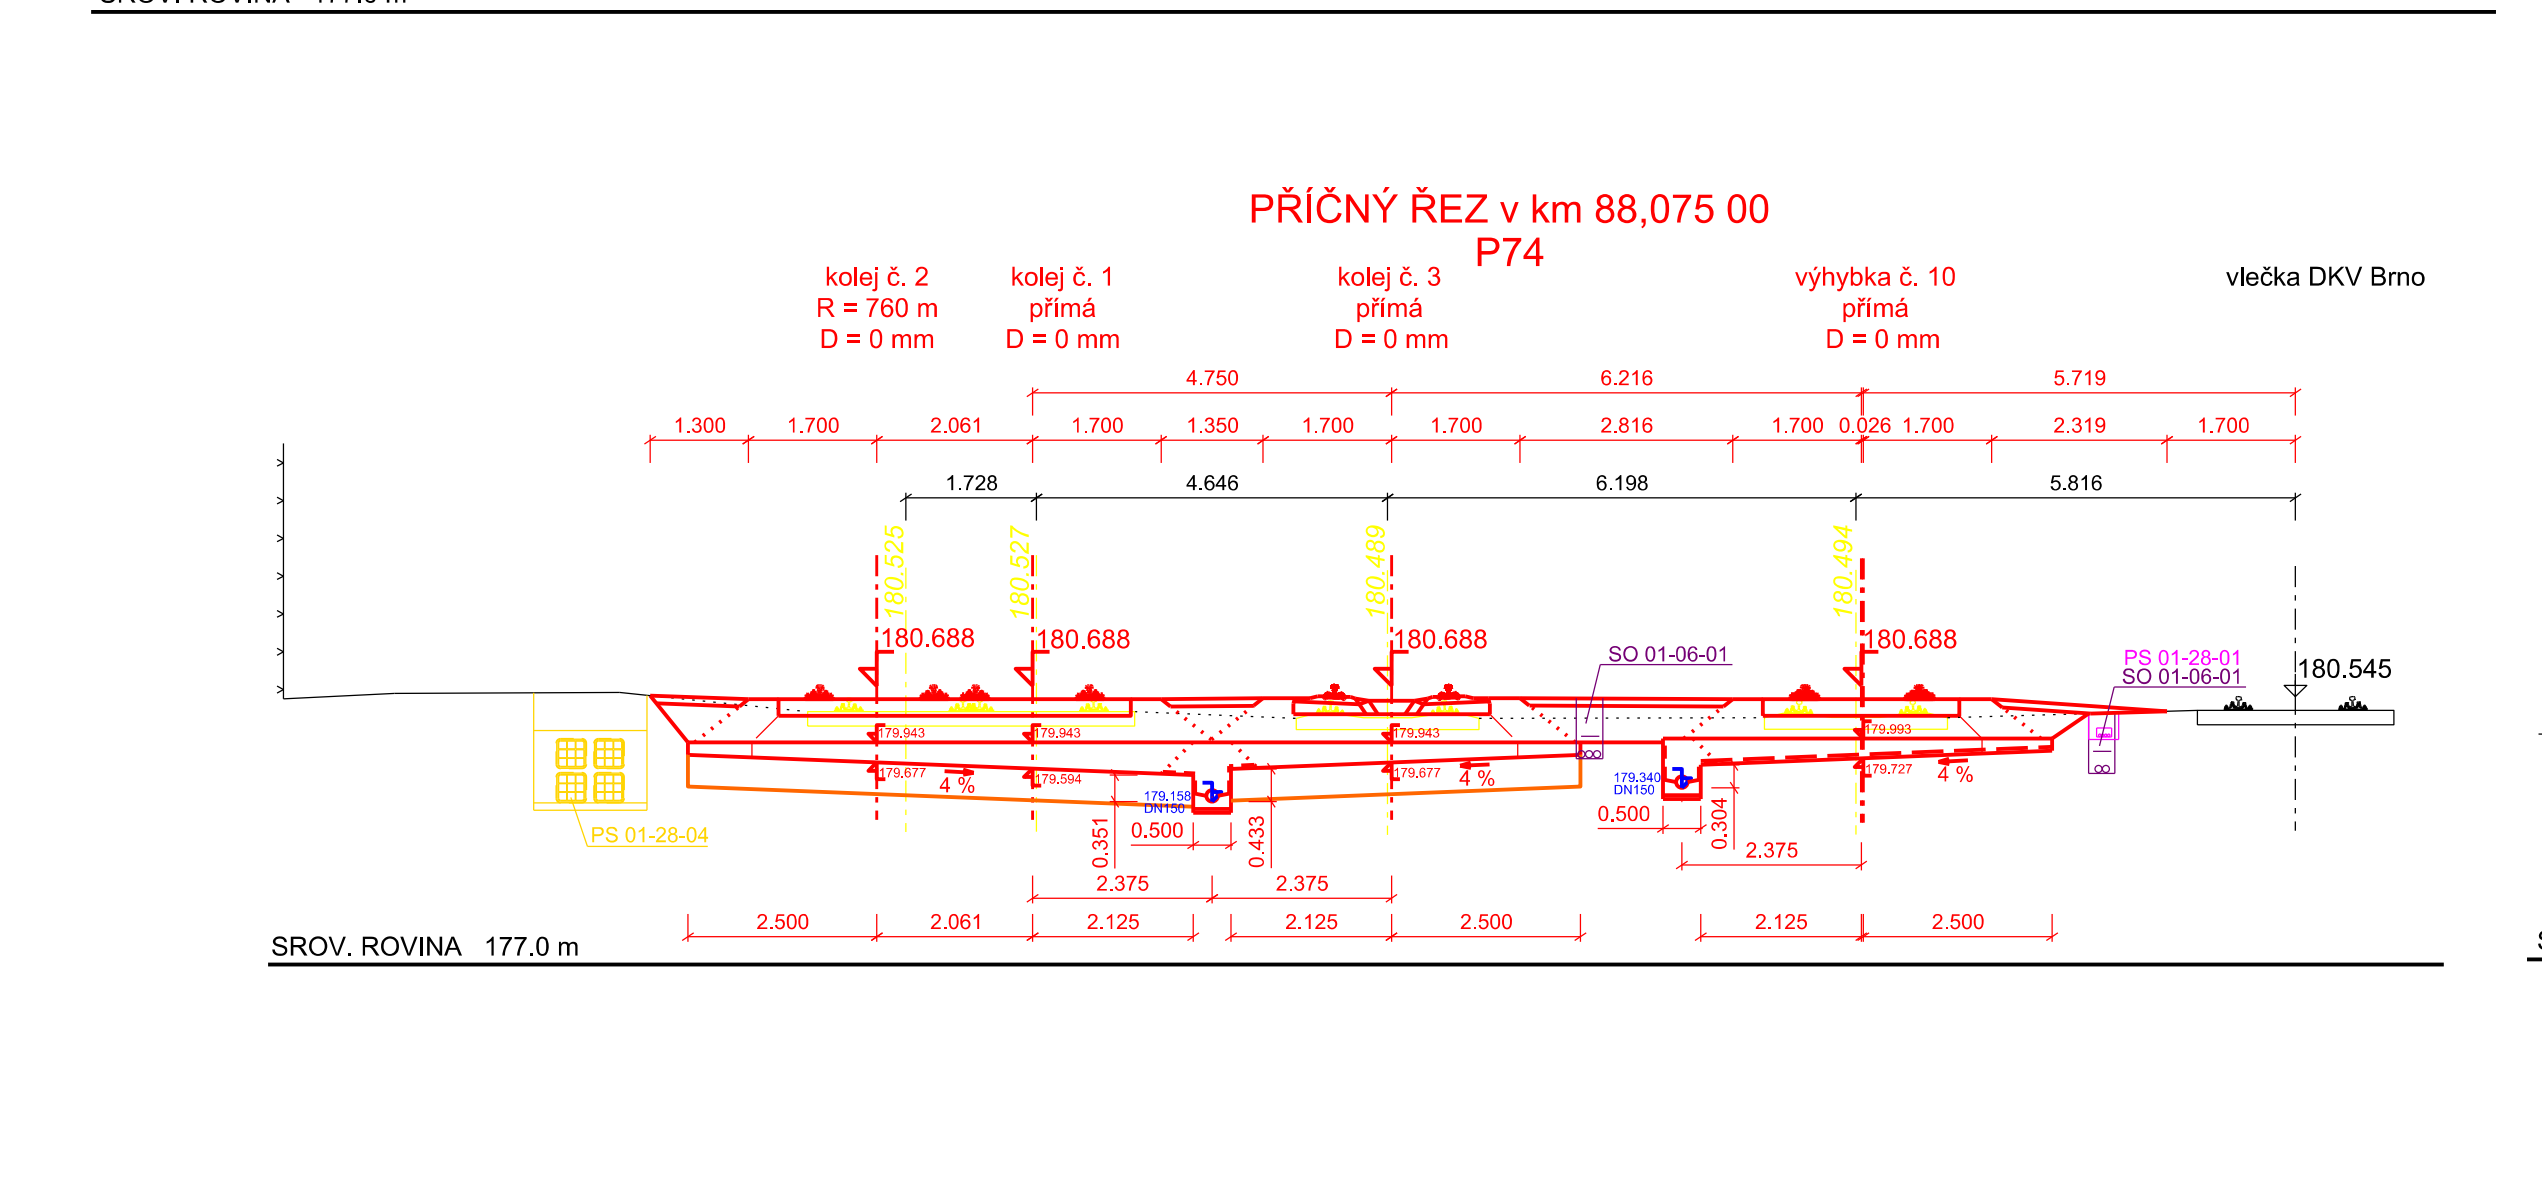 PŘÍČNÝ ŘEZ v km 88,075 00
P74
kolej č. 2
R = 760 m
D = 0 mm
kolej č. 1
přímá
D = 0 mm
kolej č. 3
přímá
D = 0 mm
výhybka č. 10
přímá
D = 0 mm
vlečka DKV Brno
4.750 6.216 5.719
1.300 1.700 2.061 1.700 1.350 1.700 1.700 2.816 1.700 0.026 1.700 2.319 1.700
1.728 4.646 6.198 5.816
180.525 180.527 180.489 180.494
180.688 180.688 180.688 180.688
SO 01-06-01
PS 01-28-01
SO 01-06-01
180.545
179.943 179.943 179.943 179.993
179.677 179.594 179.677 179.727
4 % 4 % 4 %
179.158
DN150
179.340
DN150
PS 01-28-04
0.351 0.500 0.433 0.500 0.304
2.375
2.375 2.375
2.500 2.061 2.125 2.125 2.500 2.125 2.500
SROV. ROVINA 177.0 m